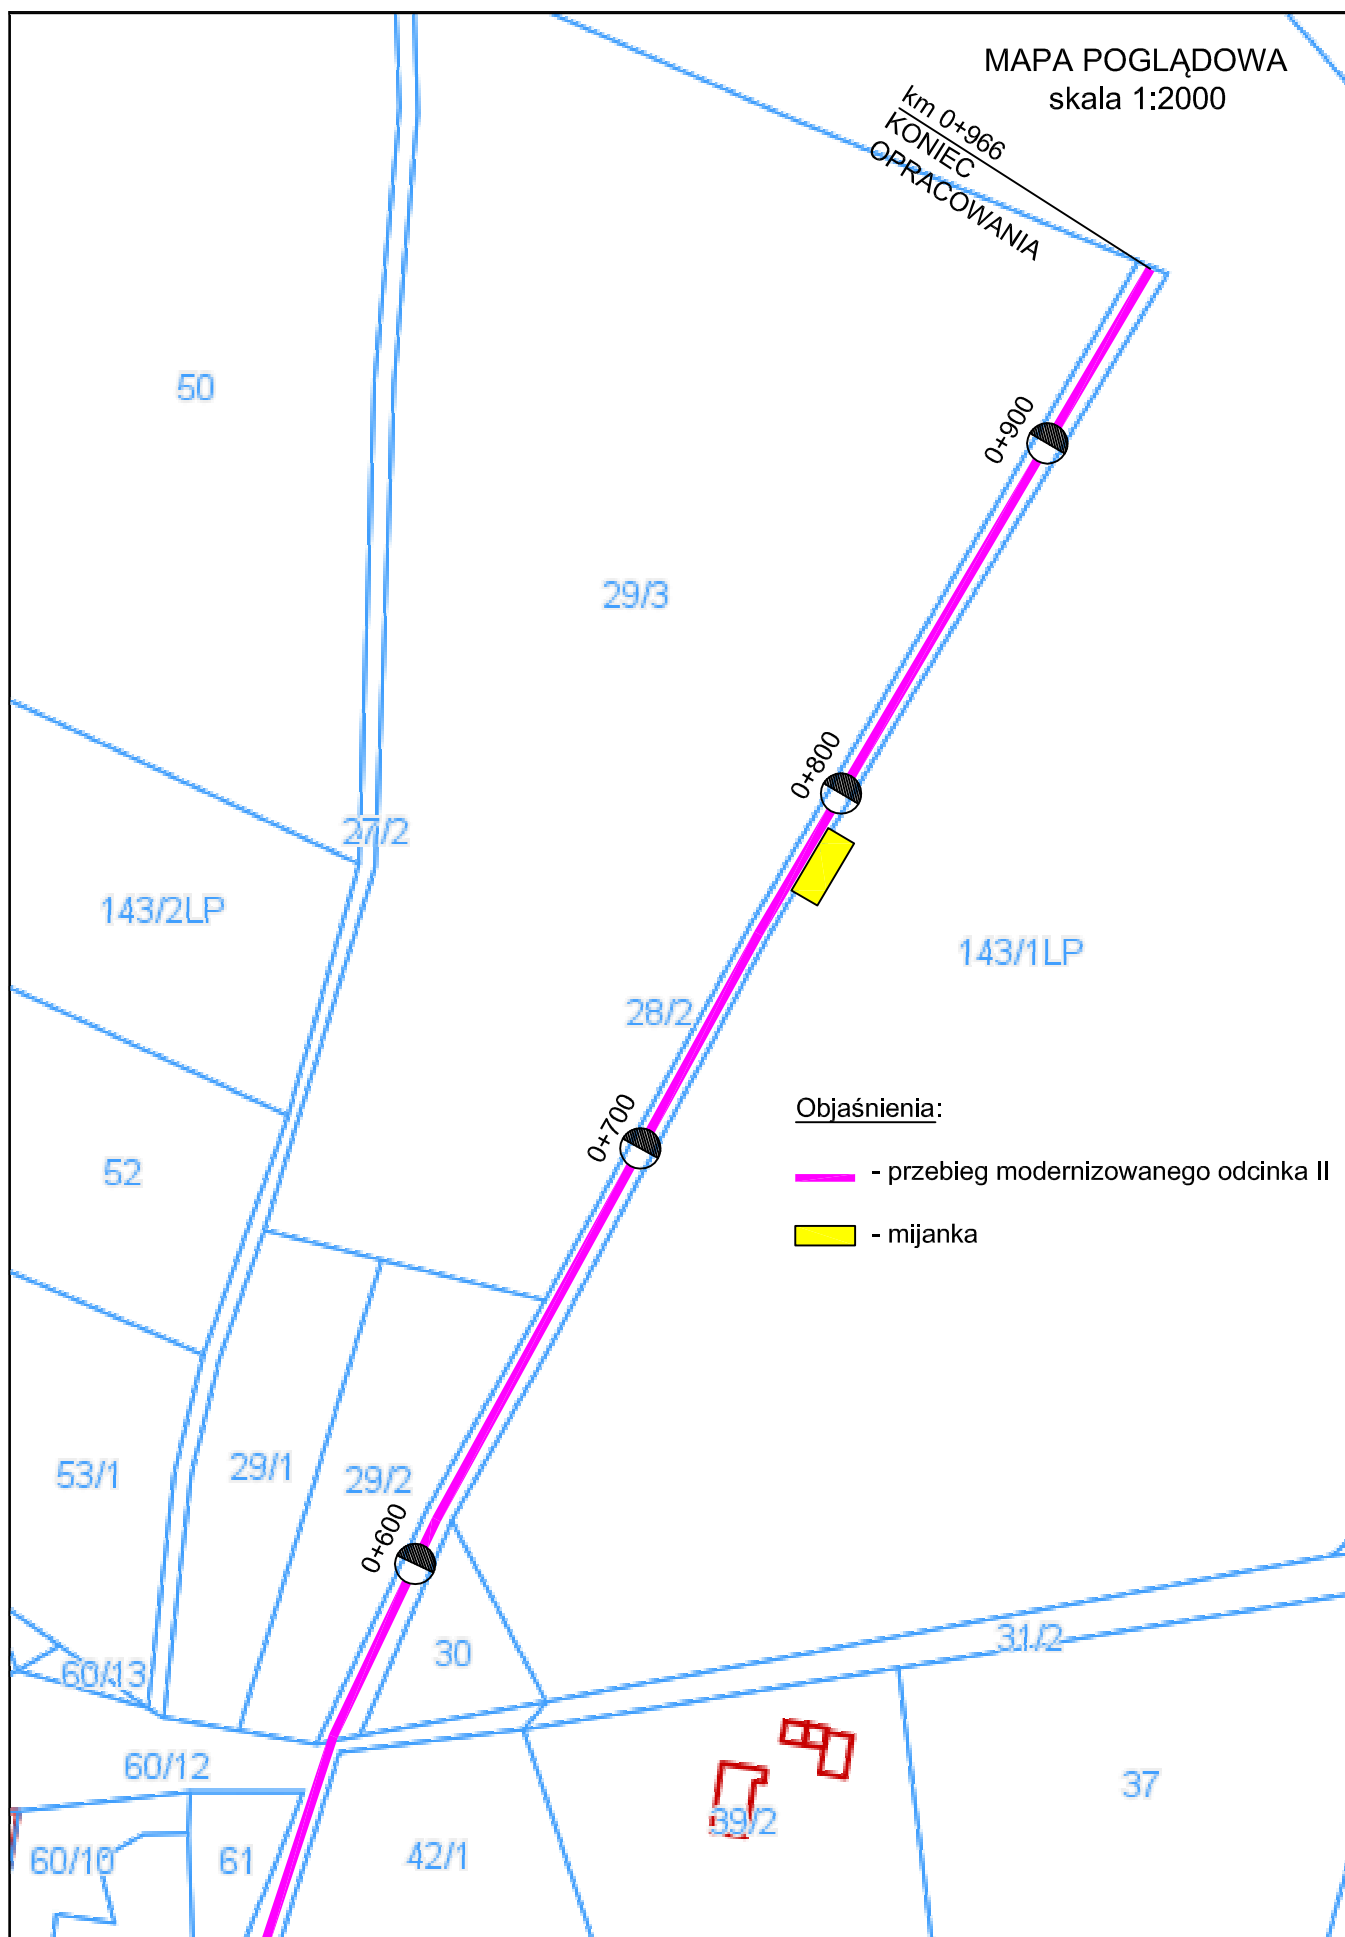 MAPA POGLĄDOWA
skala 1:2000
km 0+966
KONIEC
OPRACOWANIA
50
0+900
29/3
0+800
27/2
143/2LP
143/1LP
28/2
0+700
Objaśnienia:
- przebieg modernizowanego odcinka II
- mijanka
52
53/1
29/1
29/2
0+600
30
31/2
60/13
60/12
37
39/2
60/10
61
42/1